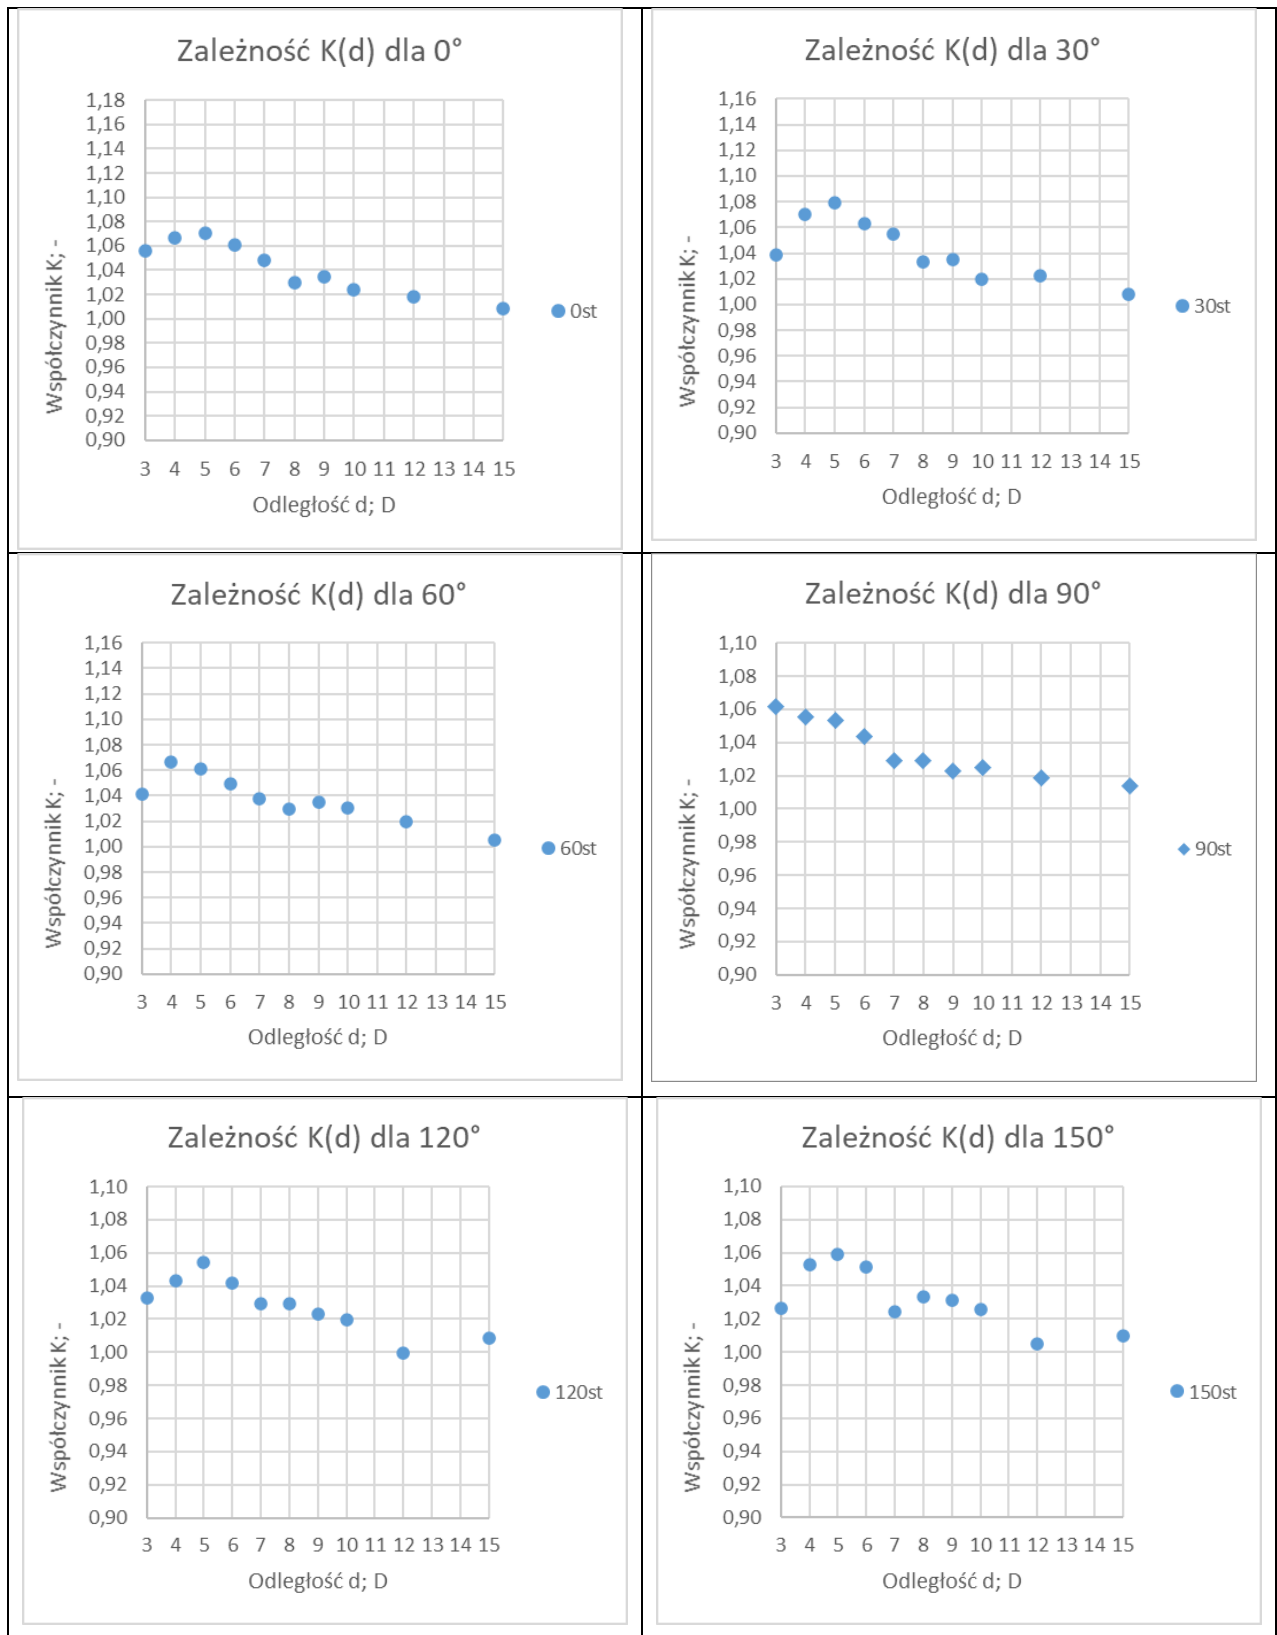 Zależność K(d) dla 0°
1,18
1,16
1,14
1,12
1,10
1,08
1,06
1,04
1,02
1,00
0,98
0,96
0,94
0,92
0,90
Współczynnik K; -
3 4 5 6 7 8 9 10 11 12 13 14 15
Odległość d; D
0st
Zależność K(d) dla 30°
1,16
1,14
1,12
1,10
1,08
1,06
1,04
1,02
1,00
0,98
0,96
0,94
0,92
0,90
Współczynnik K; -
3 4 5 6 7 8 9 10 11 12 13 14 15
Odległość d; D
30st
Zależność K(d) dla 60°
1,16
1,14
1,12
1,10
1,08
1,06
1,04
1,02
1,00
0,98
0,96
0,94
0,92
0,90
Współczynnik K; -
3 4 5 6 7 8 9 10 11 12 13 14 15
Odległość d; D
60st
Zależność K(d) dla 90°
1,10
1,08
1,06
1,04
1,02
1,00
0,98
0,96
0,94
0,92
0,90
Współczynnik K; -
3 4 5 6 7 8 9 10 11 12 13 14 15
Odległość d; D
90st
Zależność K(d) dla 120°
1,10
1,08
1,06
1,04
1,02
1,00
0,98
0,96
0,94
0,92
0,90
Współczynnik K; -
3 4 5 6 7 8 9 10 11 12 13 14 15
Odległość d; D
120st
Zależność K(d) dla 150°
1,10
1,08
1,06
1,04
1,02
1,00
0,98
0,96
0,94
0,92
0,90
Współczynnik K; -
3 4 5 6 7 8 9 10 11 12 13 14 15
Odległość d; D
150st